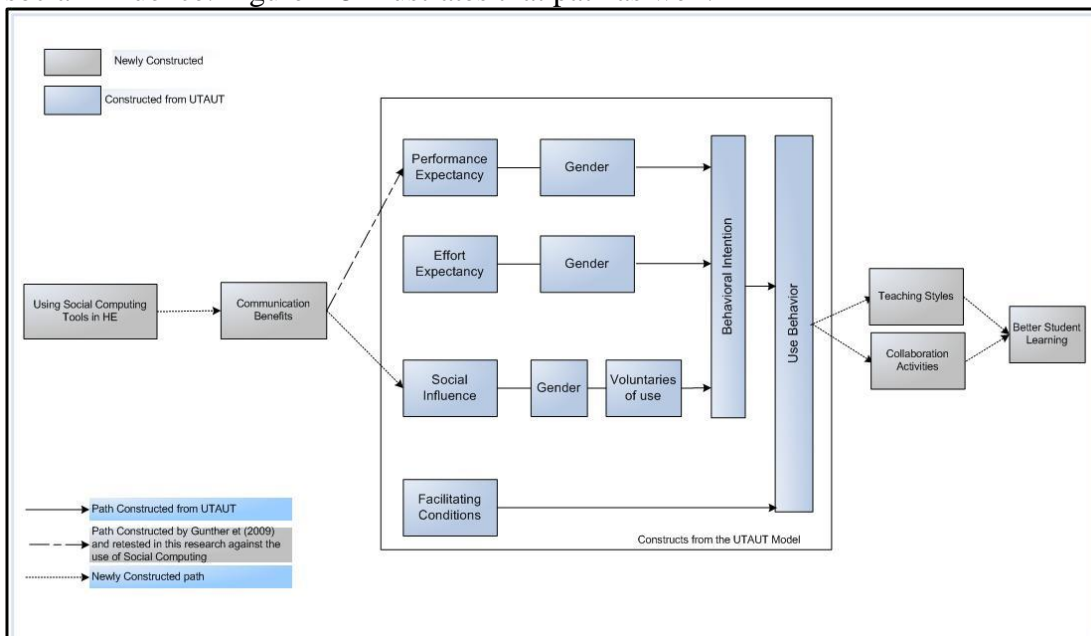 Newly Constructed
Constructed from UTAUT
Performance
Expectancy
Gender
Effort
Expectancy
Gender
Using Social Computing
Tools in HE
Communication
Benefits
Social
Influence
Gender
Voluntaries
of use
Facilitating
Conditions
Behavioral Intention
Use Behavior
Teaching Styles
Collaboration
Activities
Better Student
Learning
Constructs from the UTAUT Model
Path Constructed from UTAUT
Path Constructed by Gunther et (2009)
and retested in this research against the
use of Social Computing
Newly Constructed path